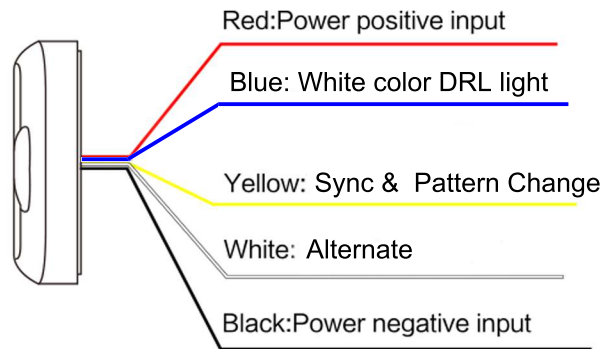 Red:Power positive input
Blue: White color DRL light
Yellow: Sync & Pattern Change
White: Alternate
Black:Power negative input